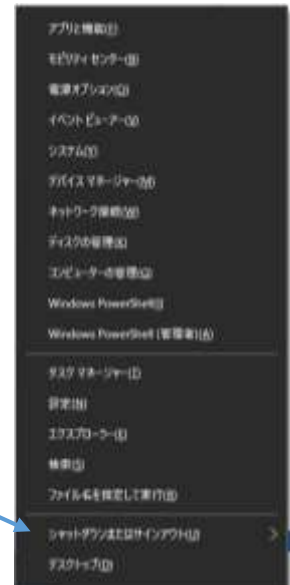 アプリと機能(F)
モビリティ センター(B)
電源オプション(O)
イベント ビューアー(V)
システム(Y)
デバイス マネージャー(M)
ネットワーク接続(W)
ディスクの管理(K)
コンピューターの管理(G)
Windows PowerShell(I)
Windows PowerShell (管理者)(A)
タスク マネージャー(T)
設定(N)
エクスプローラー(E)
検索(S)
ファイル名を指定して実行(R)
シャットダウンまたはサインアウト(U)
デスクトップ(D)